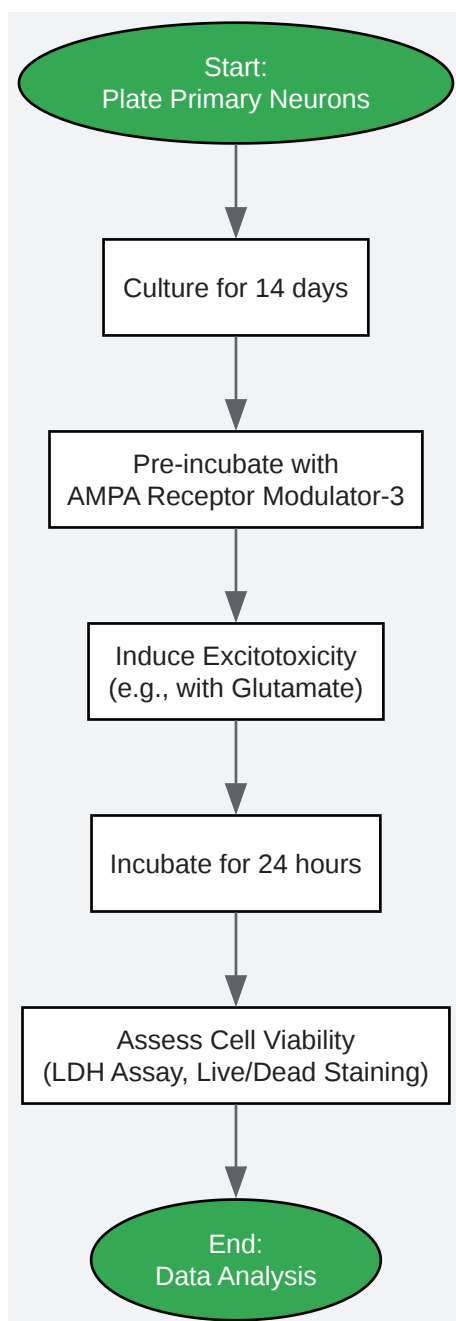 Start:
Plate Primary Neurons
Culture for 14 days
Pre-incubate with
AMPA Receptor Modulator-3
Induce Excitotoxicity
(e.g., with Glutamate)
Incubate for 24 hours
Assess Cell Viability
(LDH Assay, Live/Dead Staining)
End:
Data Analysis